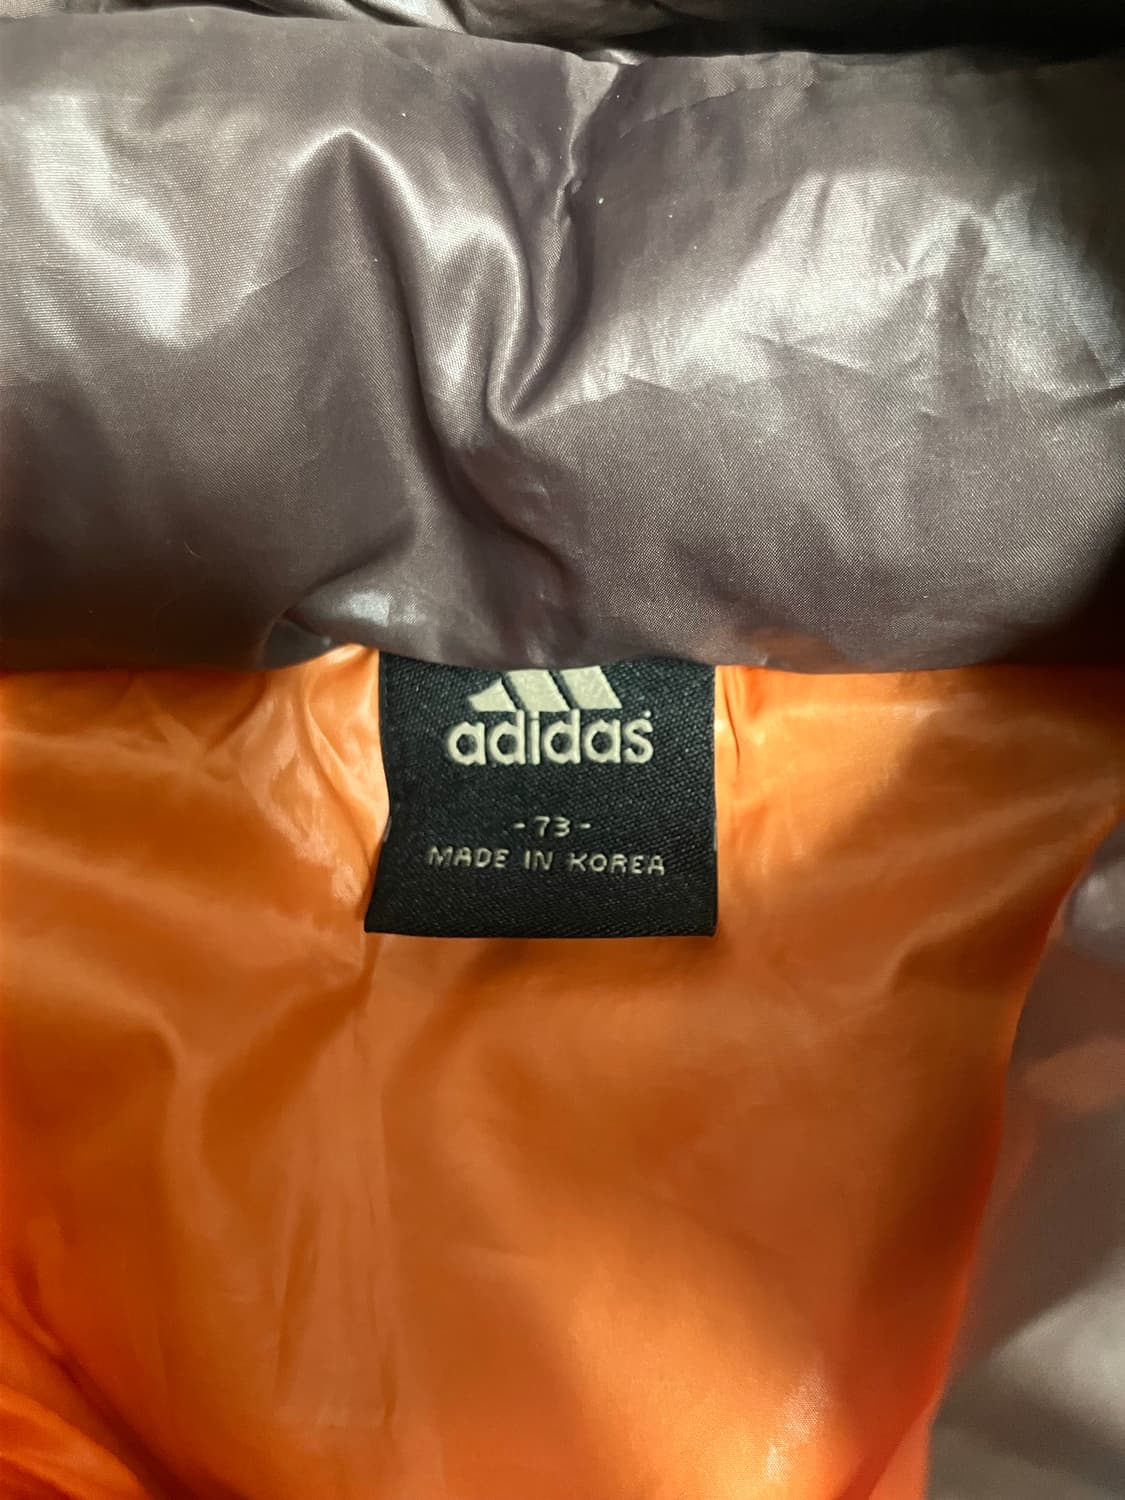 adidas
-73-
MADE IN KOREA